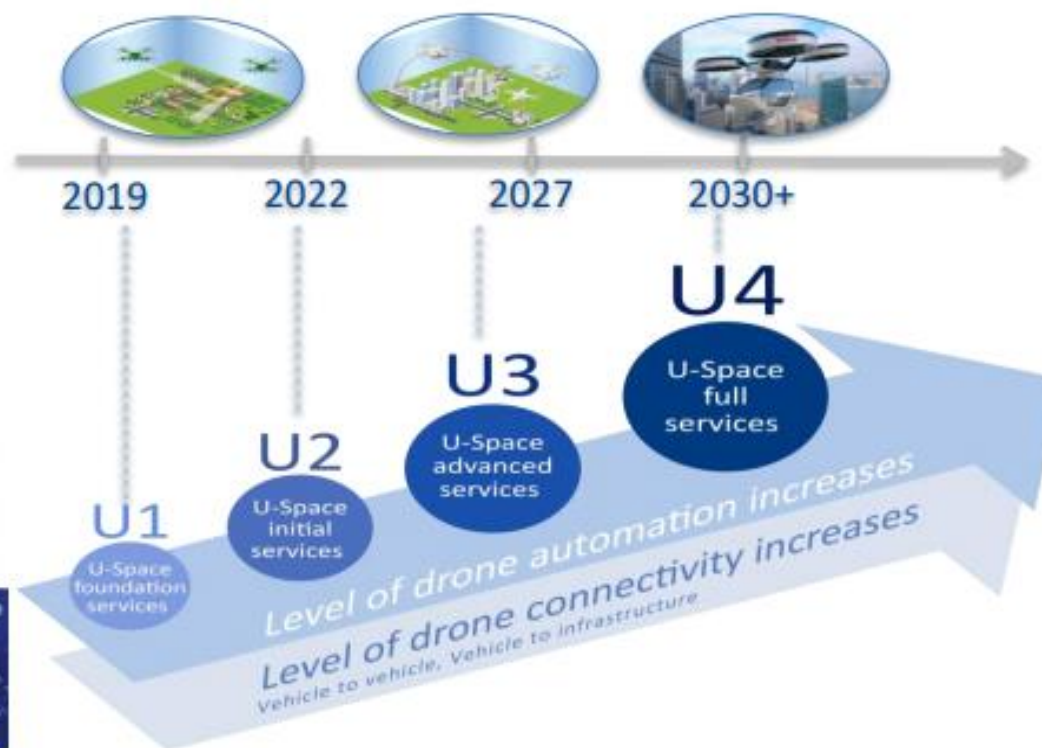 2019
2022
2027
2030+
U4
U-Space
full
services
U3
U-Space
advanced
services
U2
U-Space
initial
services
U1
U-Space
foundation
services
Level of drone automation increases
Level of drone connectivity increases
Vehicle to vehicle, Vehicle to infrastructure